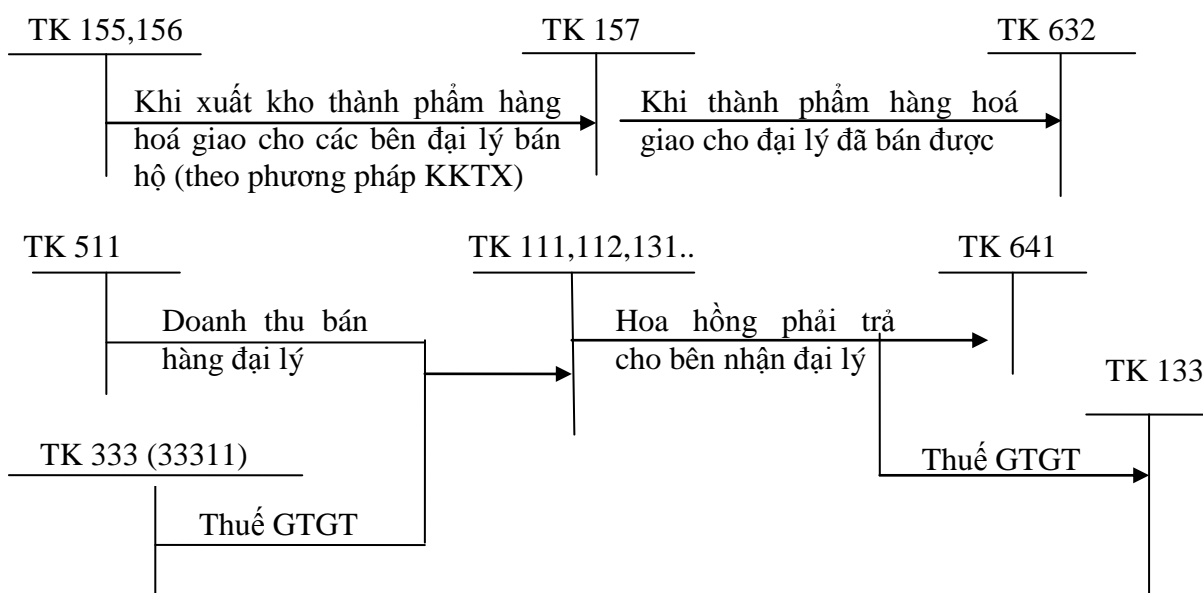 TK 155,156
TK 157
TK 632
Khi xuất kho thành phẩm hàng
hoá giao cho các bên đại lý bán
hộ (theo phương pháp KKTX)
Khi thành phẩm hàng hoá
giao cho đại lý đã bán được
TK 511
TK 111,112,131..
TK 641
Doanh thu bán
hàng đại lý
Hoa hồng phải trả
cho bên nhận đại lý
TK 133
TK 333 (33311)
Thuế GTGT
Thuế GTGT